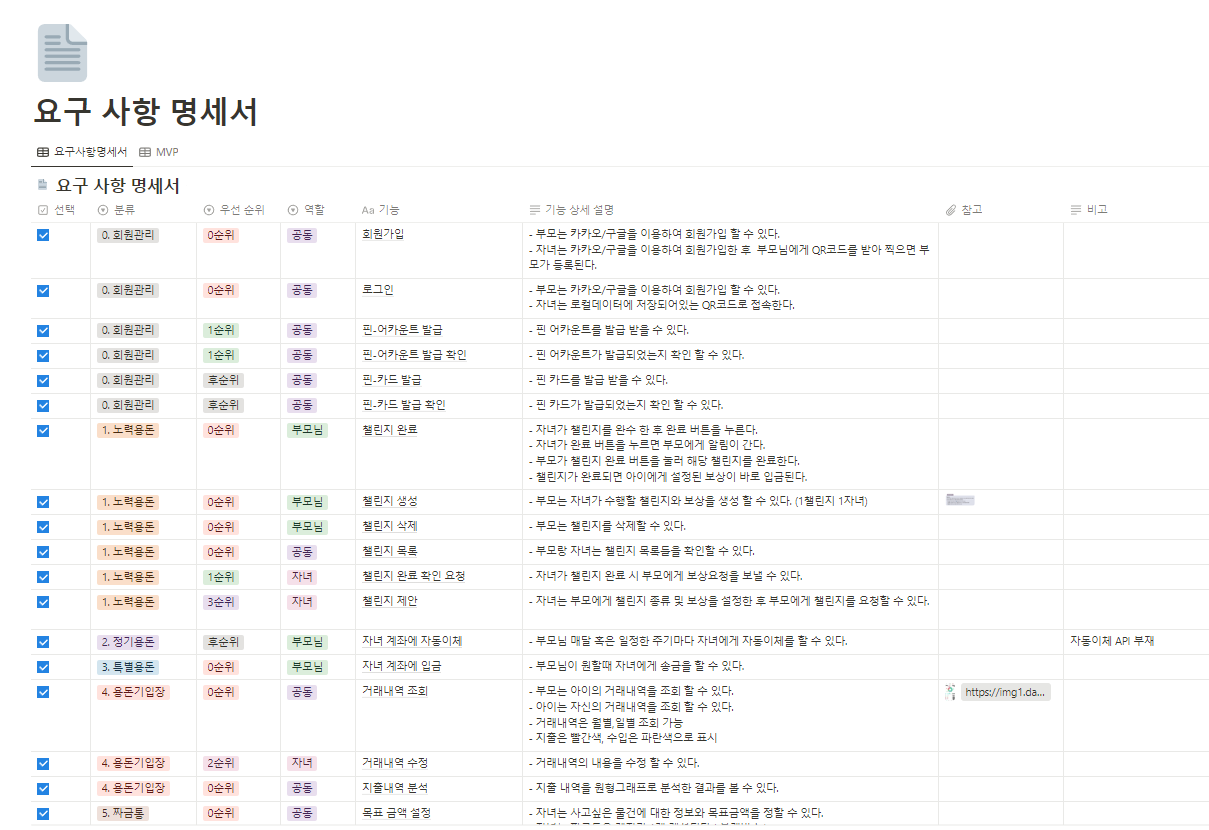 요구 사항 명세서
요구사항명세서 MVP
요구 사항 명세서
선택 분류 우선 순위 역할 Aa 기능 기능 상세 설명 참고 비고
0. 회원관리 0순위 공동 회원가입 - 부모는 카카오/구글을 이용하여 회원가입 할 수 있다.
- 자녀는 카카오/구글을 이용하여 회원가입한 후 부모님에게 QR코드를 받아 찍으면 부
모가 등록된다.
0. 회원관리 0순위 공동 로그인 - 부모는 카카오/구글을 이용하여 회원가입 할 수 있다.
- 자녀는 로컬데이터에 저장되어있는 QR코드로 접속한다.
0. 회원관리 1순위 공동 핀-어카운트 발급 - 핀 어카운트를 발급 받을 수 있다.
0. 회원관리 1순위 공동 핀-어카운트 발급 확인 - 핀 어카운트가 발급되었는지 확인 할 수 있다.
0. 회원관리 후순위 공동 핀-카드 발급 - 핀 카드를 발급 받을 수 있다.
0. 회원관리 후순위 공동 핀-카드 발급 확인 - 핀 카드가 발급되었는지 확인 할 수 있다.
1. 노력용돈 0순위 부모님 챌린지 완료 - 자녀가 챌린지를 완수 한 후 완료 버튼을 누른다.
- 자녀가 완료 버튼을 누르면 부모에게 알림이 간다.
- 부모가 챌린지 완료 버튼을 눌러 해당 챌린지를 완료한다.
- 챌린지가 완료되면 아이에게 설정된 보상이 바로 입금된다.
1. 노력용돈 0순위 부모님 챌린지 생성 - 부모는 자녀가 수행할 챌린지와 보상을 생성 할 수 있다. (1챌린지 1자녀)
1. 노력용돈 0순위 부모님 챌린지 삭제 - 부모는 챌린지를 삭제할 수 있다.
1. 노력용돈 0순위 공동 챌린지 목록 - 부모랑 자녀는 챌린지 목록들을 확인할 수 있다.
1. 노력용돈 1순위 자녀 챌린지 완료 확인 요청 - 자녀가 챌린지 완료 시 부모에게 보상요청을 보낼 수 있다.
1. 노력용돈 3순위 자녀 챌린지 제안 - 자녀는 부모에게 챌린지 종류 및 보상을 설정한 후 부모에게 챌린지를 요청할 수 있다.
2. 정기용돈 후순위 부모님 자녀 계좌에 자동이체 - 부모님 매달 혹은 일정한 주기마다 자녀에게 자동이체를 할 수 있다. 자동이체 API 부재
3. 특별용돈 0순위 부모님 자녀 계좌에 입금 - 부모님이 원할때 자녀에게 송금을 할 수 있다.
4. 용돈기입장 0순위 공동 거래내역 조회 - 부모는 아이의 거래내역을 조회 할 수 있다. https://img1.da...
- 아이는 자신의 거래내역을 조회 할 수 있다.
- 거래내역은 월별,일별 조회 가능
- 지출은 빨간색, 수입은 파란색으로 표시
4. 용돈기입장 2순위 자녀 거래내역 수정 - 거래내역의 내용을 수정 할 수 있다.
4. 용돈기입장 0순위 공동 지출내역 분석 - 지출 내역을 원형그래프로 분석한 결과를 볼 수 있다.
5. 짜금통 0순위 공동 목표 금액 설정 - 자녀는 사고싶은 물건에 대한 정보와 목표금액을 정할 수 있다.